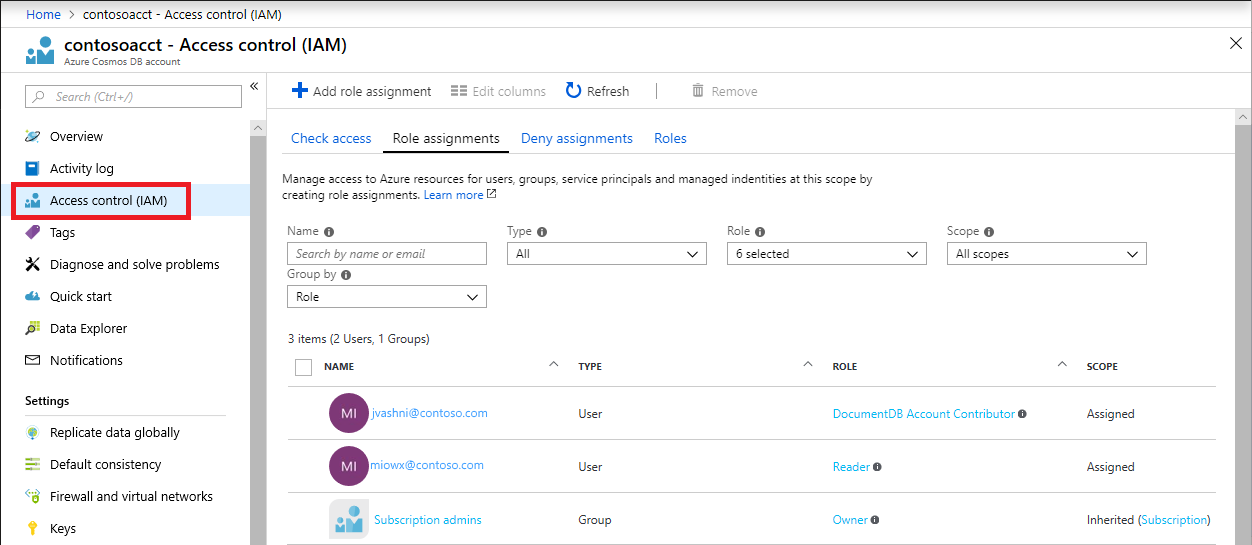 Home > contosoacct - Access control (IAM)
contosoacct - Access control (IAM)
Azure Cosmos DB account
Search (Ctrl+/)
«
Overview
Activity log
Access control (IAM)
Tags
Diagnose and solve problems
Quick start
Data Explorer
Notifications
Settings
Replicate data globally
Default consistency
Firewall and virtual networks
Keys
Add role assignment Edit columns Refresh Remove
Check access Role assignments Deny assignments Roles
Manage access to Azure resources for users, groups, service principals and managed indentities at this scope by
creating role assignments. Learn more
Name Type Role Scope
Search by name or email All 6 selected All scopes
Group by
Role
3 items (2 Users, 1 Groups)
NAME TYPE ROLE SCOPE
MI jvashni@contoso.com User DocumentDB Account Contributor Assigned
MI miowx@contoso.com User Reader Assigned
Subscription admins Group Owner Inherited (Subscription)